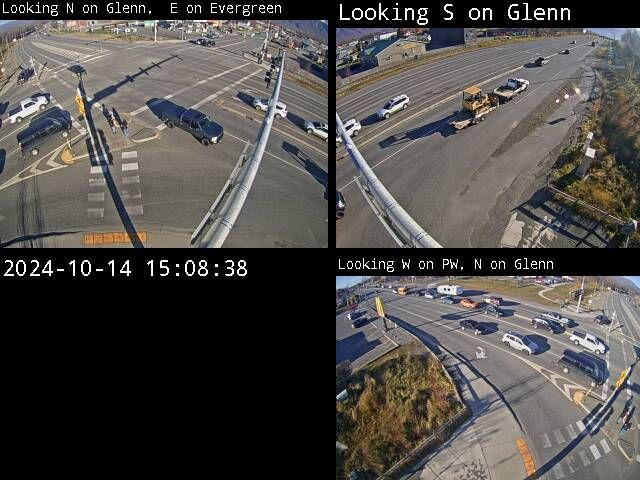 Looking N on Glenn, E on Evergreen
Looking S on Glenn
2024-10-14 15:08:38
Looking W on PW, N on Glenn